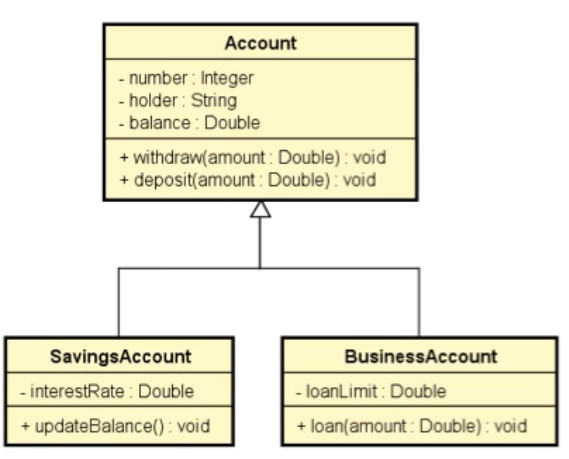 Account
- number : Integer
- holder : String
- balance : Double
+ withdraw(amount : Double) : void
+ deposit(amount : Double) : void
SavingsAccount
- interestRate : Double
+ updateBalance() : void
BusinessAccount
- loanLimit : Double
+ loan(amount : Double) : void